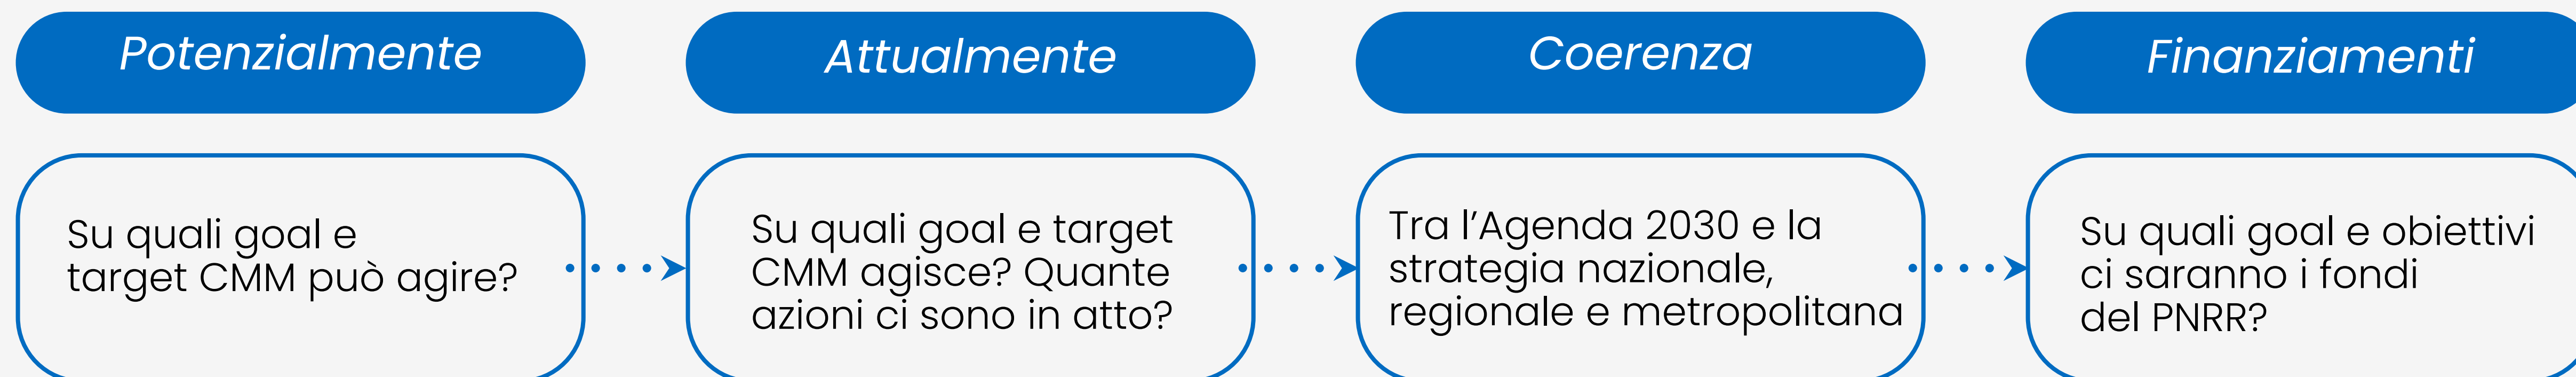 Potenzialmente
Attualmente
Coerenza
Finanziamenti
Su quali goal e
target CMM può agire?
Su quali goal e target
CMM agisce? Quante
azioni ci sono in atto?
Tra l’Agenda 2030 e la
strategia nazionale,
regionale e metropolitana
Su quali goal e obiettivi
ci saranno i fondi
del PNRR?